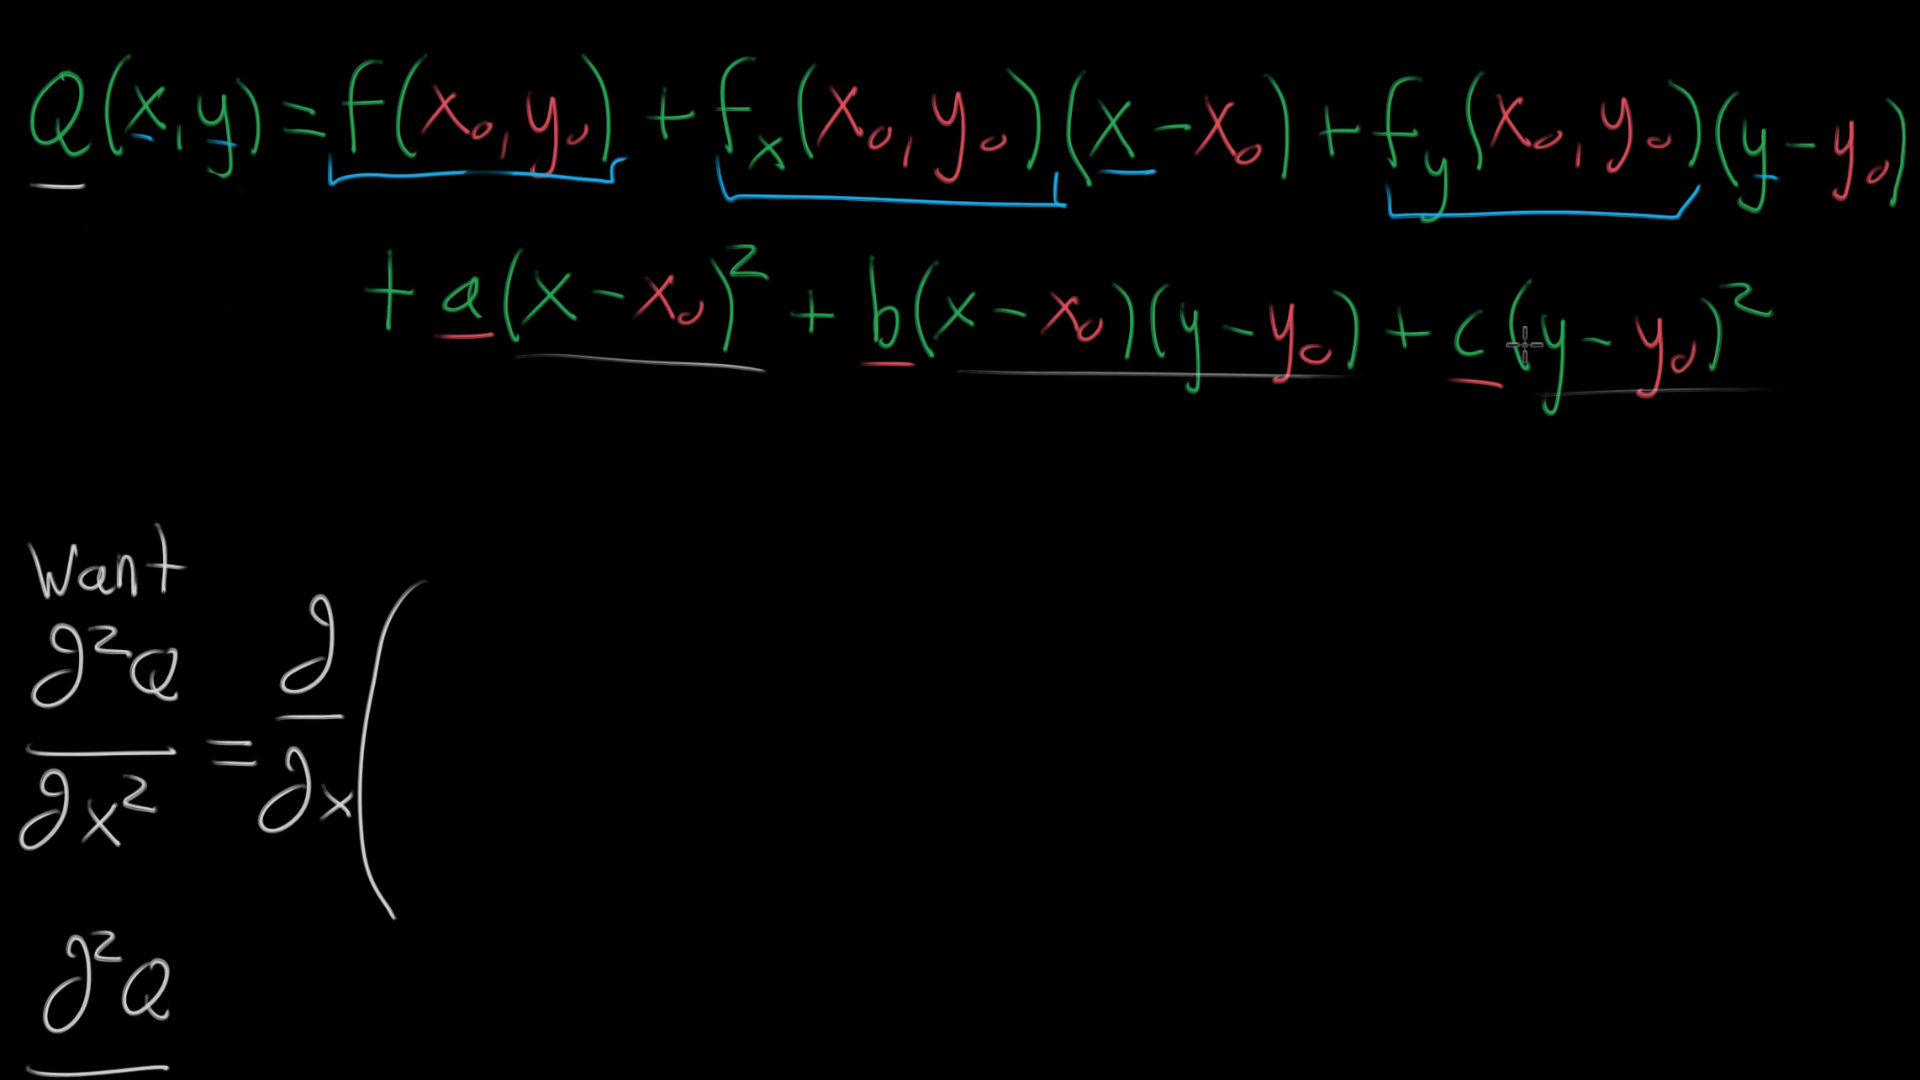 Q(x,y) = f(x₀,y₀) + fₓ(x₀,y₀)(x-x₀) + f_y(x₀,y₀)(y-y₀)
+ a(x-x₀)² + b(x-x₀)(y-y₀) + c(y-y₀)²
Want
∂²Q/∂x² = ∂/∂x (
∂²Q